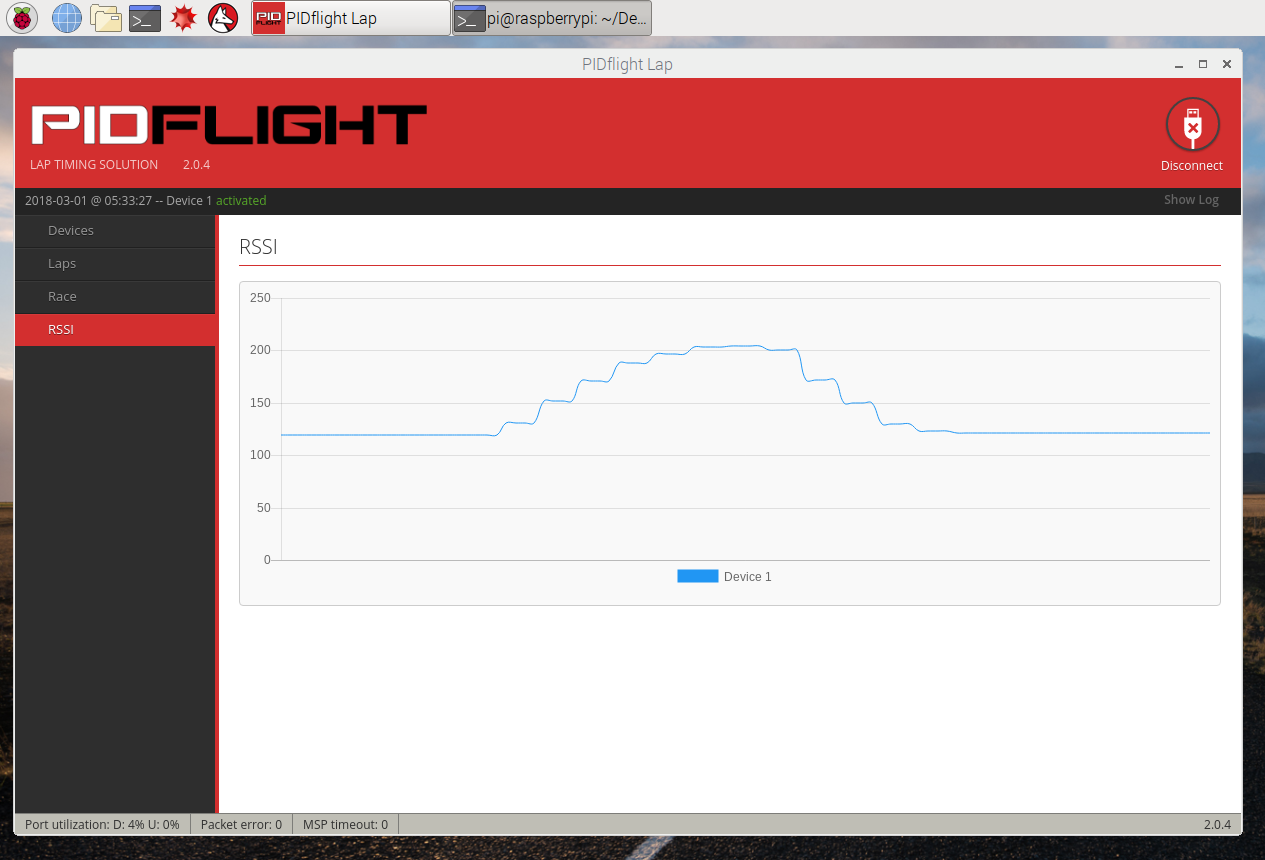 PID FLIGHT PIDflight Lap pi@raspberrypi: ~/De...
PIDflight Lap
PIDFLIGHT
LAP TIMING SOLUTION 2.0.4
Disconnect
2018-03-01 @ 05:33:27 -- Device 1 activated
Show Log
Devices
Laps
Race
RSSI
RSSI
250
200
150
100
50
0
Device 1
Port utilization: D: 4% U: 0% Packet error: 0 MSP timeout: 0 2.0.4